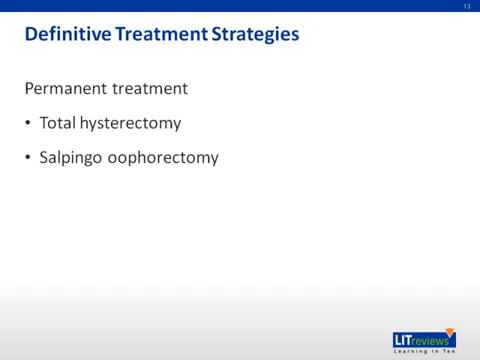 13
Definitive Treatment Strategies
Permanent treatment
• Total hysterectomy
• Salpingo oophorectomy
LITreviews
Learning in Ten